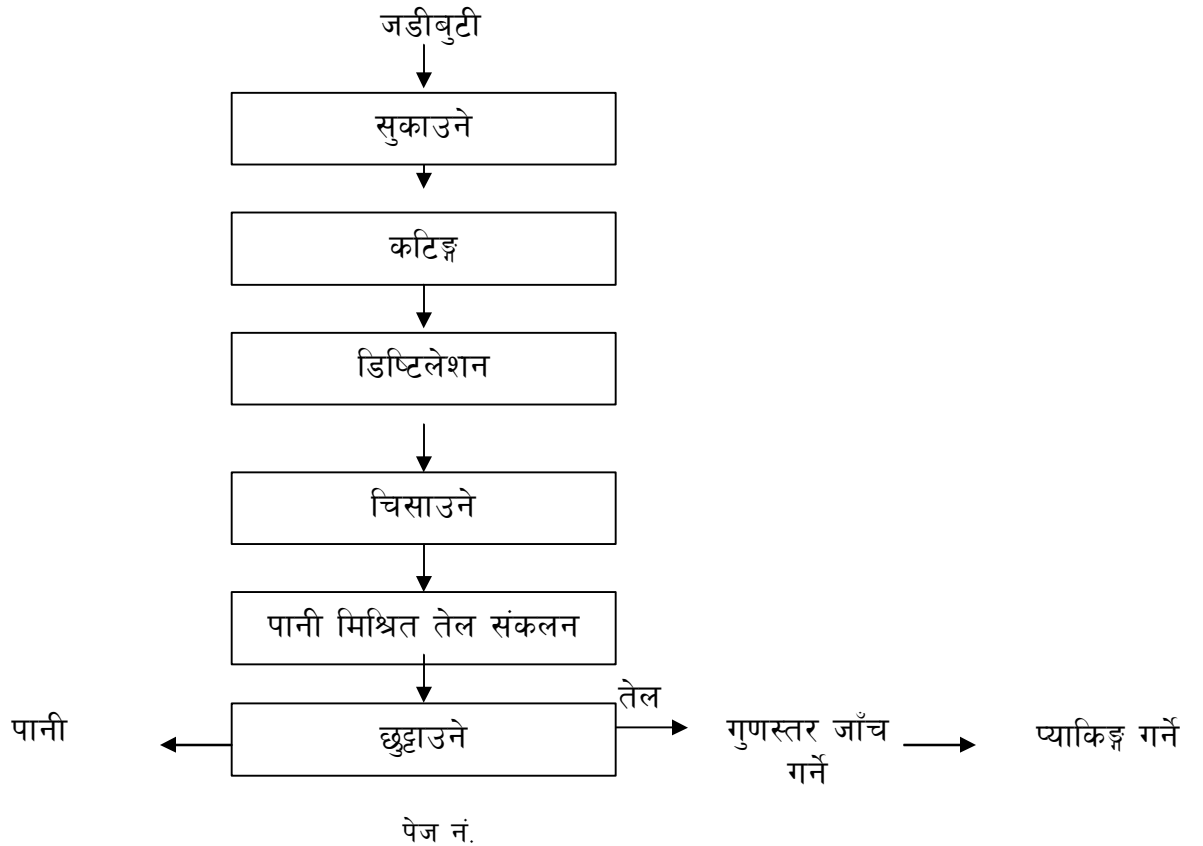 जडीबुटी
सुकाउने
कटिङ्ग
डिष्टिलेशन
चिसाउने
पानी मिश्रित तेल संकलन
तेल
पानी
छुट्टाउने
गुणस्तर जाँच
गर्ने
प्याकिङ्ग गर्ने
पेज नं.